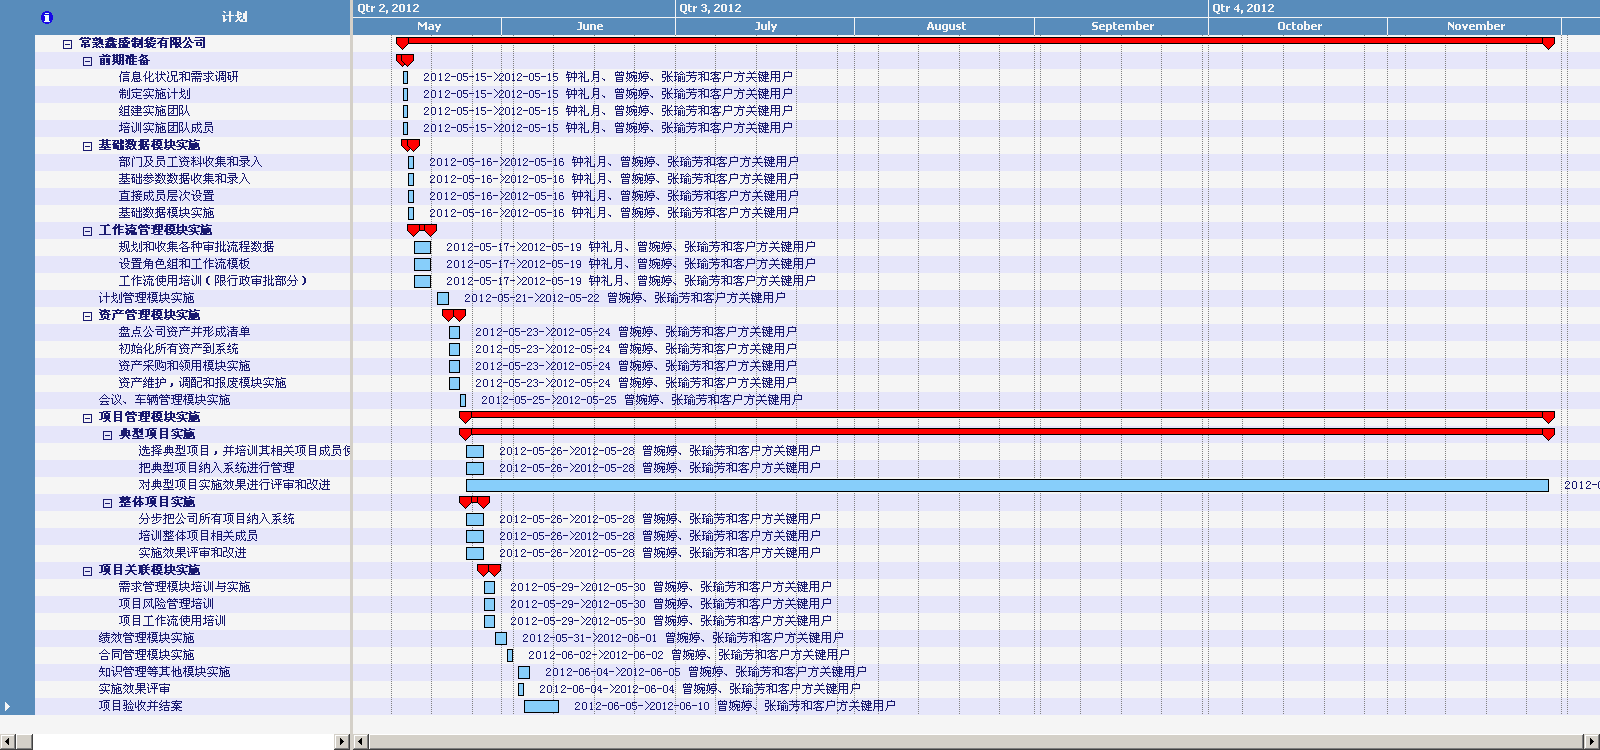 计划
Qtr 2, 2012 Qtr 3, 2012 Qtr 4, 2012
May June July August September October November
常熟鑫盛制袋有限公司
前期准备
信息化状况和需求调研 2012-05-15->2012-05-15 钟礼月、曾婉婷、张瑜芳和客户方关键用户
制定实施计划 2012-05-15->2012-05-15 钟礼月、曾婉婷、张瑜芳和客户方关键用户
组建实施团队 2012-05-15->2012-05-15 钟礼月、曾婉婷、张瑜芳和客户方关键用户
培训实施团队成员 2012-05-15->2012-05-15 钟礼月、曾婉婷、张瑜芳和客户方关键用户
基础数据模块实施
部门及员工资料收集和录入 2012-05-16->2012-05-16 钟礼月、曾婉婷、张瑜芳和客户方关键用户
基础参数数据收集和录入 2012-05-16->2012-05-16 钟礼月、曾婉婷、张瑜芳和客户方关键用户
直接成员层次设置 2012-05-16->2012-05-16 钟礼月、曾婉婷、张瑜芳和客户方关键用户
基础数据模块实施 2012-05-16->2012-05-16 钟礼月、曾婉婷、张瑜芳和客户方关键用户
工作流管理模块实施
规划和收集各种审批流程数据 2012-05-17->2012-05-19 钟礼月、曾婉婷、张瑜芳和客户方关键用户
设置角色组和工作流模板 2012-05-17->2012-05-19 钟礼月、曾婉婷、张瑜芳和客户方关键用户
工作流使用培训(限行政审批部分) 2012-05-17->2012-05-19 钟礼月、曾婉婷、张瑜芳和客户方关键用户
计划管理模块实施 2012-05-21->2012-05-22 曾婉婷、张瑜芳和客户方关键用户
资产管理模块实施
盘点公司资产并形成清单 2012-05-23->2012-05-24 曾婉婷、张瑜芳和客户方关键用户
初始化所有资产到系统 2012-05-23->2012-05-24 曾婉婷、张瑜芳和客户方关键用户
资产采购和领用模块实施 2012-05-23->2012-05-24 曾婉婷、张瑜芳和客户方关键用户
资产维护,调配和报废模块实施 2012-05-23->2012-05-24 曾婉婷、张瑜芳和客户方关键用户
会议、车辆管理模块实施 2012-05-25->2012-05-25 曾婉婷、张瑜芳和客户方关键用户
项目管理模块实施
典型项目实施
选择典型项目,并培训其相关项目成员使 2012-05-26->2012-05-28 曾婉婷、张瑜芳和客户方关键用户
把典型项目纳入系统进行管理 2012-05-26->2012-05-28 曾婉婷、张瑜芳和客户方关键用户
对典型项目实施效果进行评审和改进 2012-0
整体项目实施
分步把公司所有项目纳入系统 2012-05-26->2012-05-28 曾婉婷、张瑜芳和客户方关键用户
培训整体项目相关成员 2012-05-26->2012-05-28 曾婉婷、张瑜芳和客户方关键用户
实施效果评审和改进 2012-05-26->2012-05-28 曾婉婷、张瑜芳和客户方关键用户
项目关联模块实施
需求管理模块培训与实施 2012-05-29->2012-05-30 曾婉婷、张瑜芳和客户方关键用户
项目风险管理培训 2012-05-29->2012-05-30 曾婉婷、张瑜芳和客户方关键用户
项目工作流使用培训 2012-05-29->2012-05-30 曾婉婷、张瑜芳和客户方关键用户
绩效管理模块实施 2012-05-31->2012-06-01 曾婉婷、张瑜芳和客户方关键用户
合同管理模块实施 2012-06-02->2012-06-02 曾婉婷、张瑜芳和客户方关键用户
知识管理等其他模块实施 2012-06-04->2012-06-05 曾婉婷、张瑜芳和客户方关键用户
实施效果评审 2012-06-04->2012-06-04 曾婉婷、张瑜芳和客户方关键用户
项目验收并结案 2012-06-05->2012-06-10 曾婉婷、张瑜芳和客户方关键用户